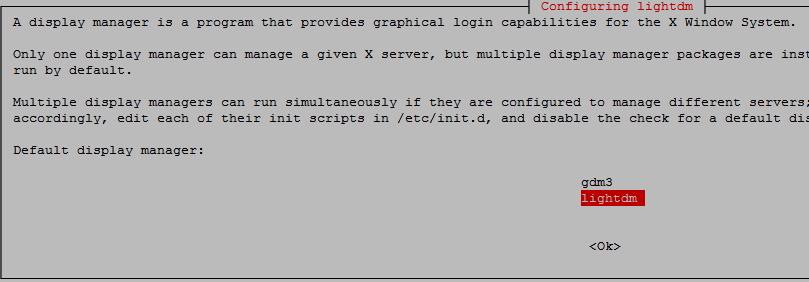 Configuring lightdm
A display manager is a program that provides graphical login capabilities for the X Window System.
Only one display manager can manage a given X server, but multiple display manager packages are
run by default.
Multiple display managers can run simultaneously if they are configured to manage different servers;
accordingly, edit each of their init scripts in /etc/init.d, and disable the check for a default
Default display manager:
gdm3
lightdm
<Ok>